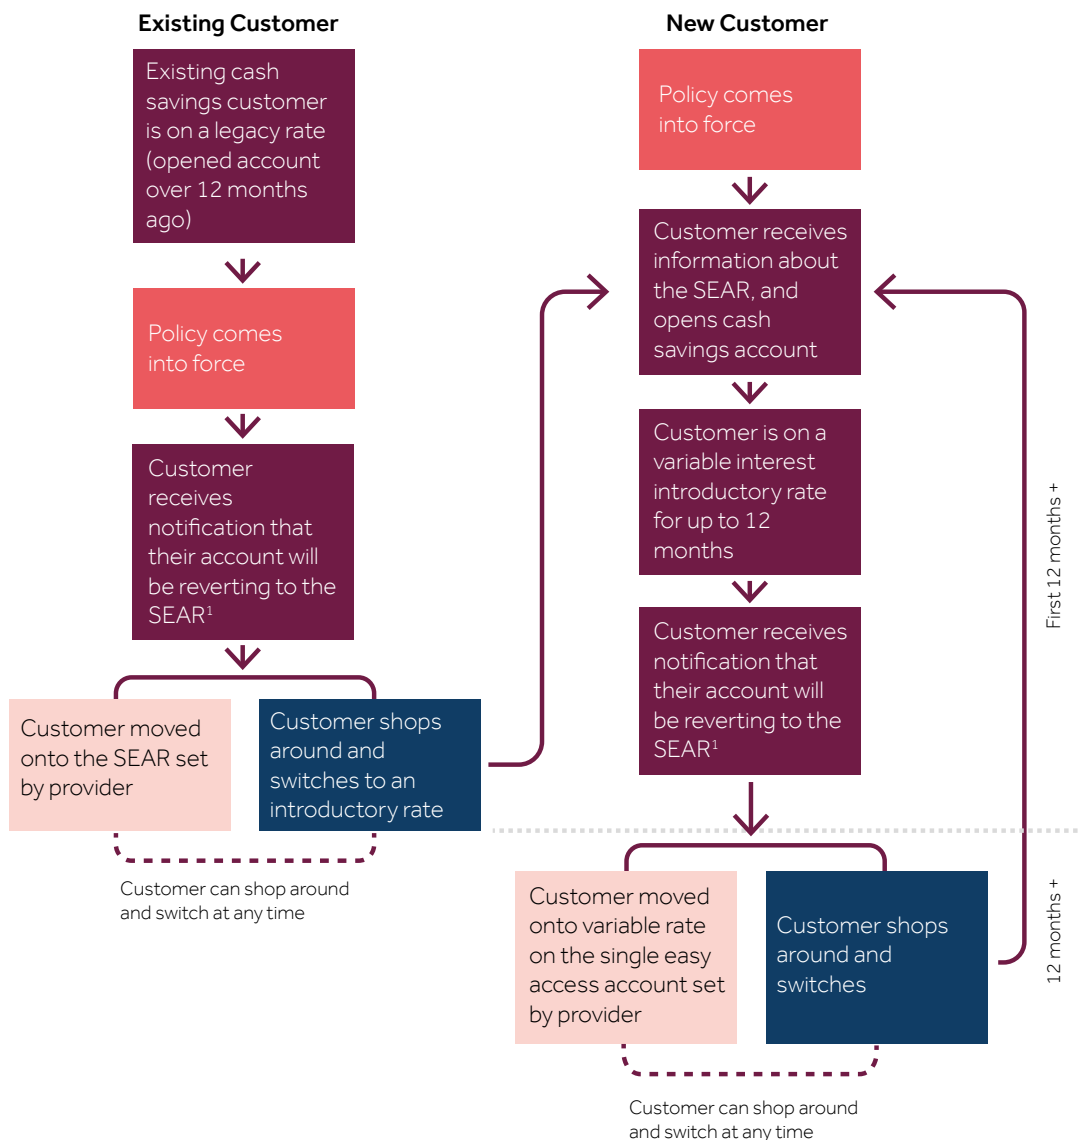 Existing Customer
Existing cash
savings customer
is on a legacy rate
(opened account
over 12 months
ago)
Policy comes
into force
Customer
receives
notification that
their account will
be reverting to the
SEAR¹
Customer moved
onto the SEAR set
by provider
Customer shops
around and
switches to an
introductory rate
Customer can shop around
and switch at any time
New Customer
Policy comes
into force
Customer receives
information about
the SEAR, and
opens cash
savings account
Customer is on a
variable interest
introductory rate
for up to 12
months
Customer receives
notification that
their account will
be reverting to the
SEAR¹
Customer moved
onto variable rate
on the single easy
access account set
by provider
Customer shops
around and
switches
Customer can shop around
and switch at any time
First 12 months +
12 months +